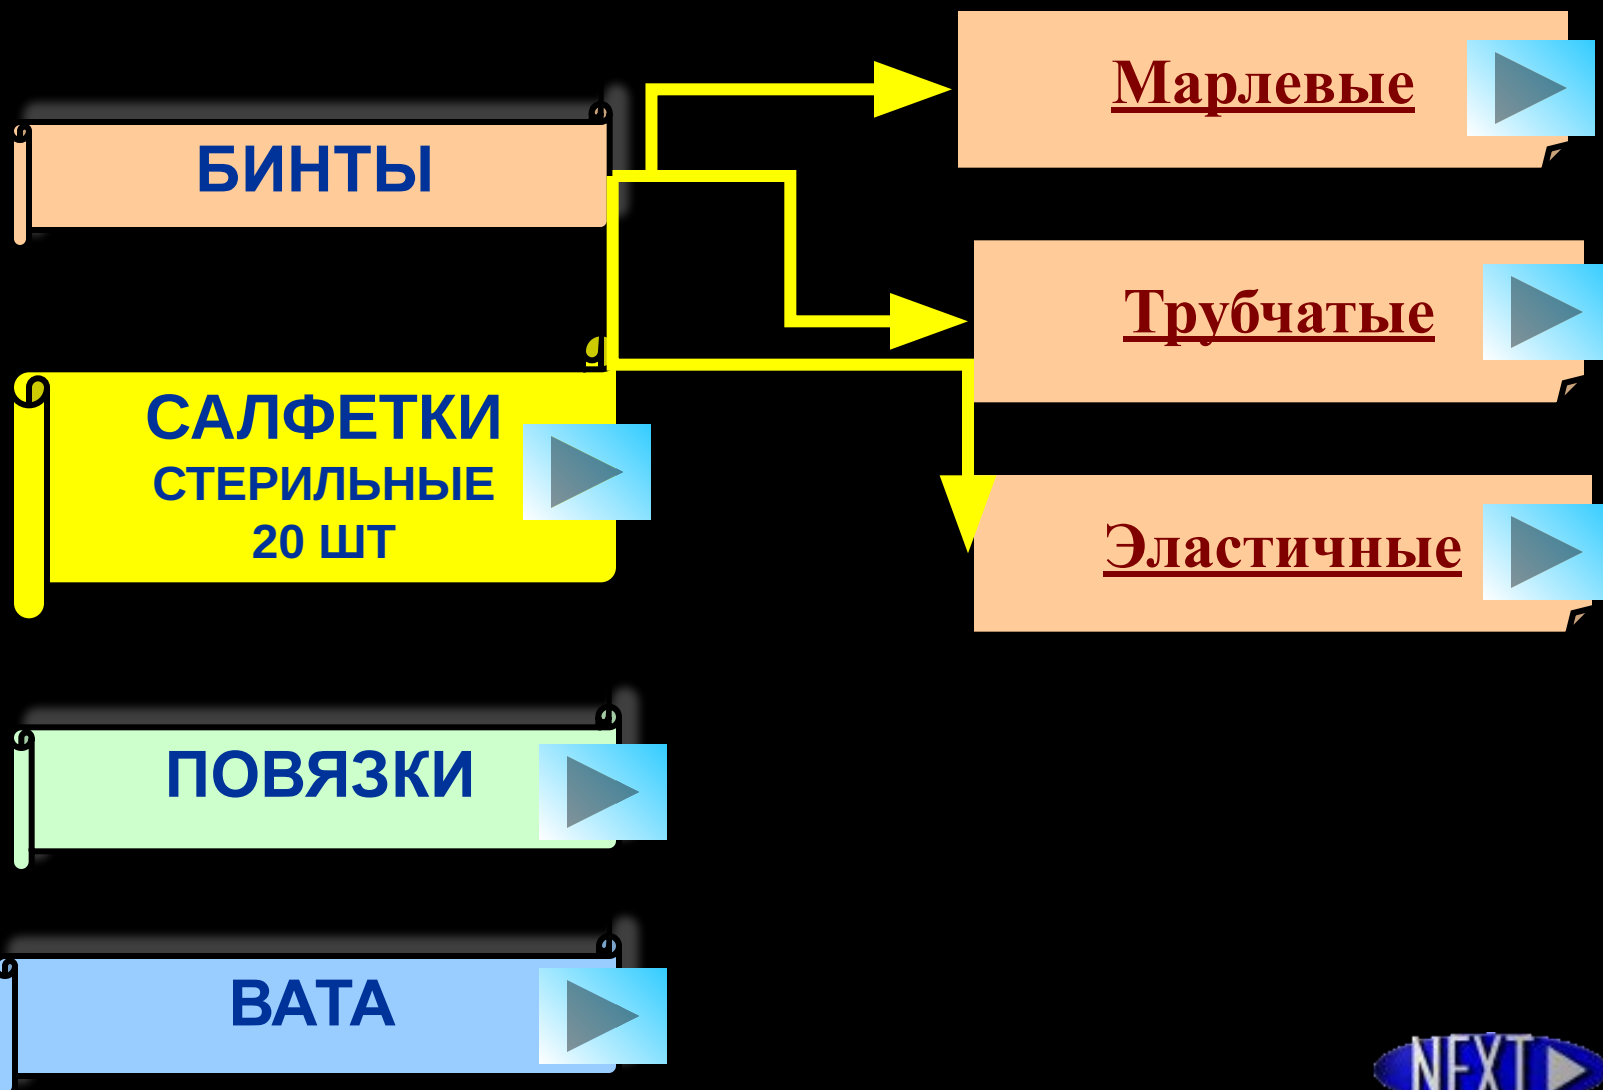 БИНТЫ
САЛФЕТКИ
СТЕРИЛЬНЫЕ
20 ШТ
ПОВЯЗКИ
ВАТА
Марлевые
Трубчатые
Эластичные
NEXT